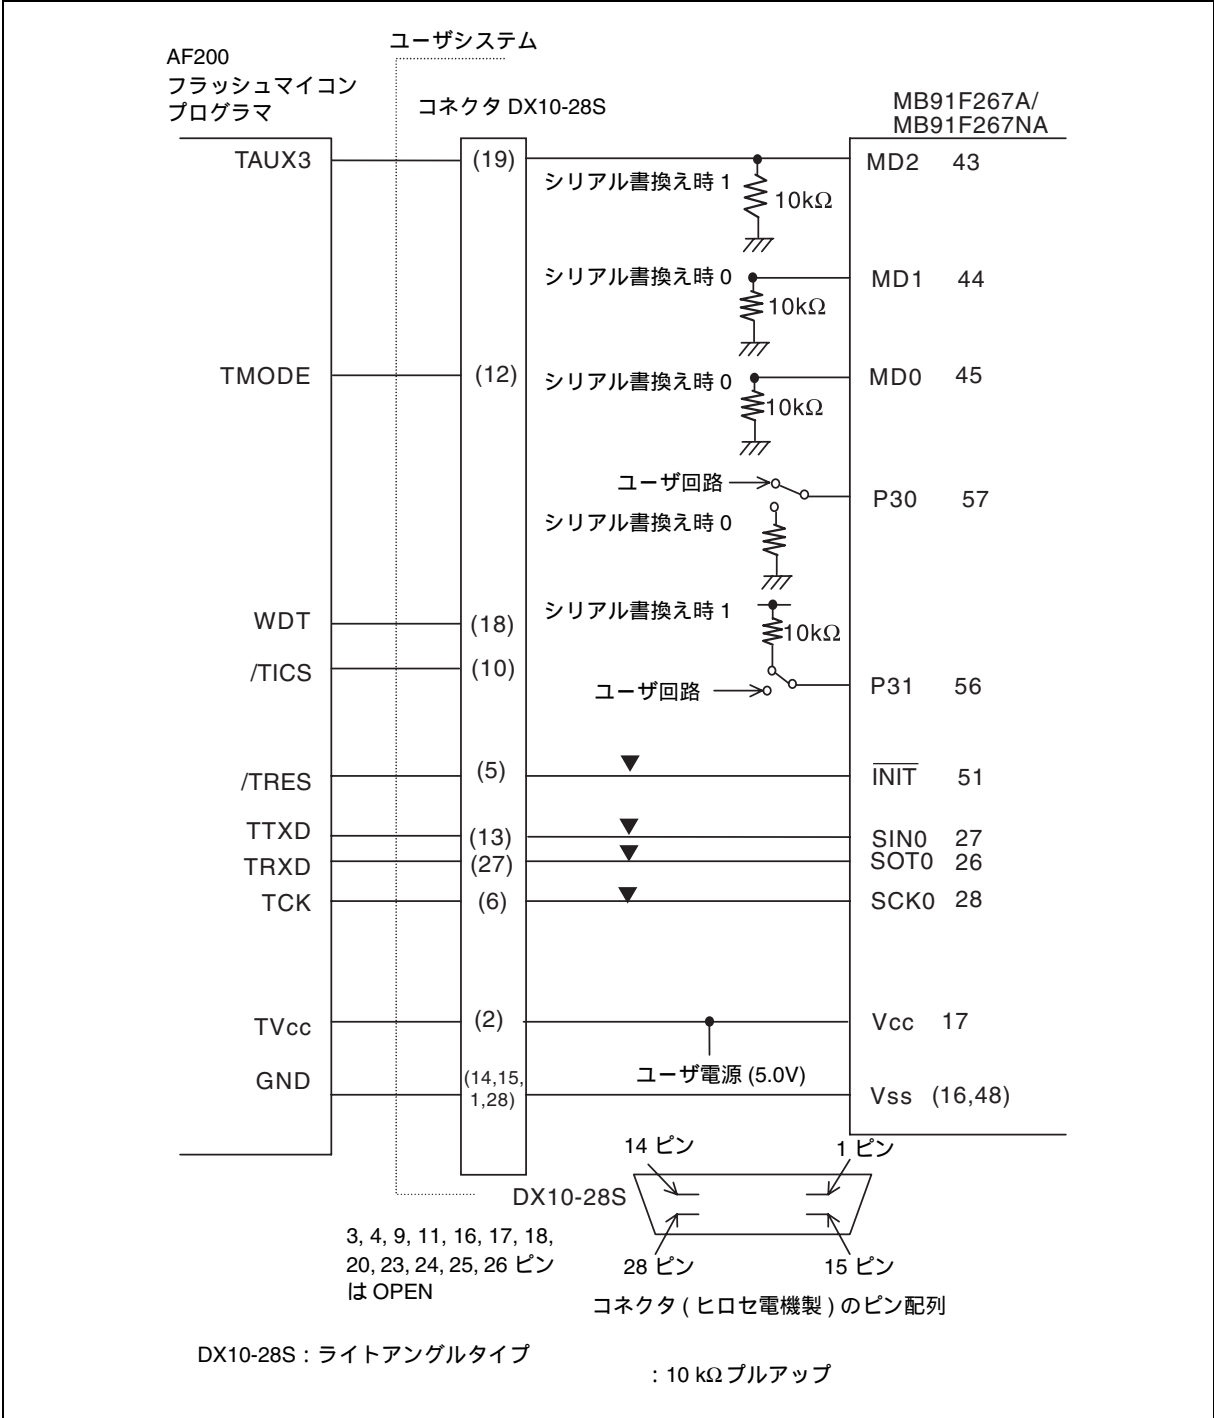 ユーザシステム
AF200
フラッシュマイコン
プログラマ
コネクタ DX10-28S
MB91F267A/
MB91F267NA
TAUX3
(19)
MD2 43
シリアル書換え時 1
10kΩ
シリアル書換え時 0
MD1 44
10kΩ
TMODE
(12)
シリアル書換え時 0
MD0 45
10kΩ
ユーザ回路
P30 57
シリアル書換え時 0
シリアル書換え時 1
WDT
(18)
10kΩ
/TICS
(10)
ユーザ回路
P31 56
/TRES
(5)
INIT 51
TTXD
(13)
SIN0 27
TRXD
(27)
SOT0 26
TCK
(6)
SCK0 28
TVcc
(2)
Vcc 17
ユーザ電源 (5.0V)
GND
(14,15,
1,28)
Vss (16,48)
14 ピン
1 ピン
DX10-28S
3, 4, 9, 11, 16, 17, 18,
20, 23, 24, 25, 26 ピン
は OPEN
28 ピン
15 ピン
コネクタ ( ヒロセ電機製 ) のピン配列
DX10-28S : ライトアングルタイプ
: 10 kΩ プルアップ